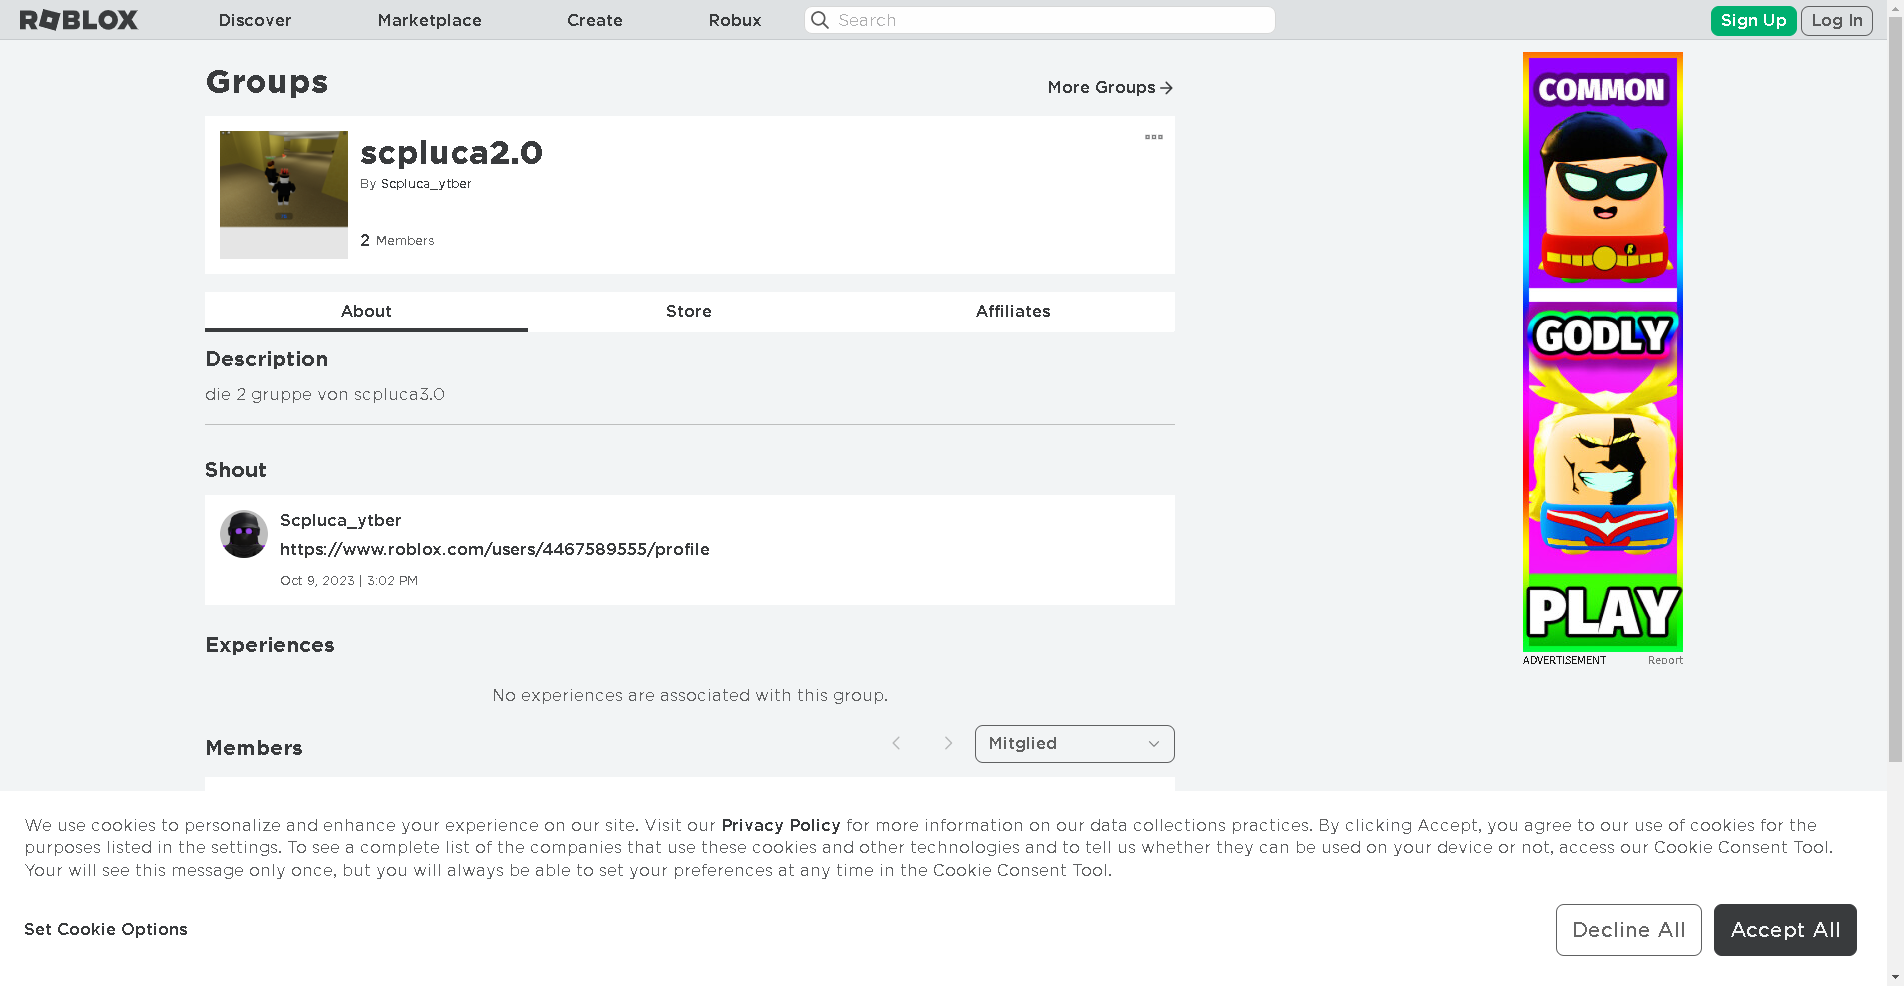 ROBLOX
Discover
Marketplace
Create
Robux
Search
Sign Up
Log In
Groups
More Groups
scpluca2.0
By Scpluca_ytber
2 Members
About
Store
Affiliates
Description
die 2 gruppe von scpluca3.0
Shout
Scpluca_ytber
https://www.roblox.com/users/4467589555/profile
Oct 9, 2023 | 3:02 PM
Experiences
No experiences are associated with this group.
Members
Mitglied
COMMON
R
GODLY
PLAY
ADVERTISEMENT
Report
We use cookies to personalize and enhance your experience on our site. Visit our Privacy Policy for more information on our data collections practices. By clicking Accept, you agree to our use of cookies for the
purposes listed in the settings. To see a complete list of the companies that use these cookies and other technologies and to tell us whether they can be used on your device or not, access our Cookie Consent Tool.
Your will see this message only once, but you will always be able to set your preferences at any time in the Cookie Consent Tool.
Set Cookie Options
Decline All
Accept All